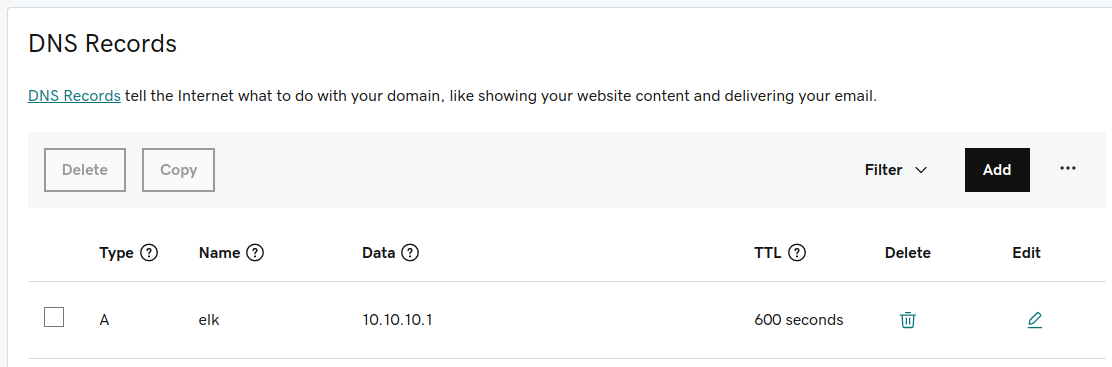 DNS Records
DNS Records tell the Internet what to do with your domain, like showing your website content and delivering your email.
Delete Copy Filter Add ...
Type ? Name ? Data ? TTL ? Delete Edit
A elk 10.10.10.1 600 seconds